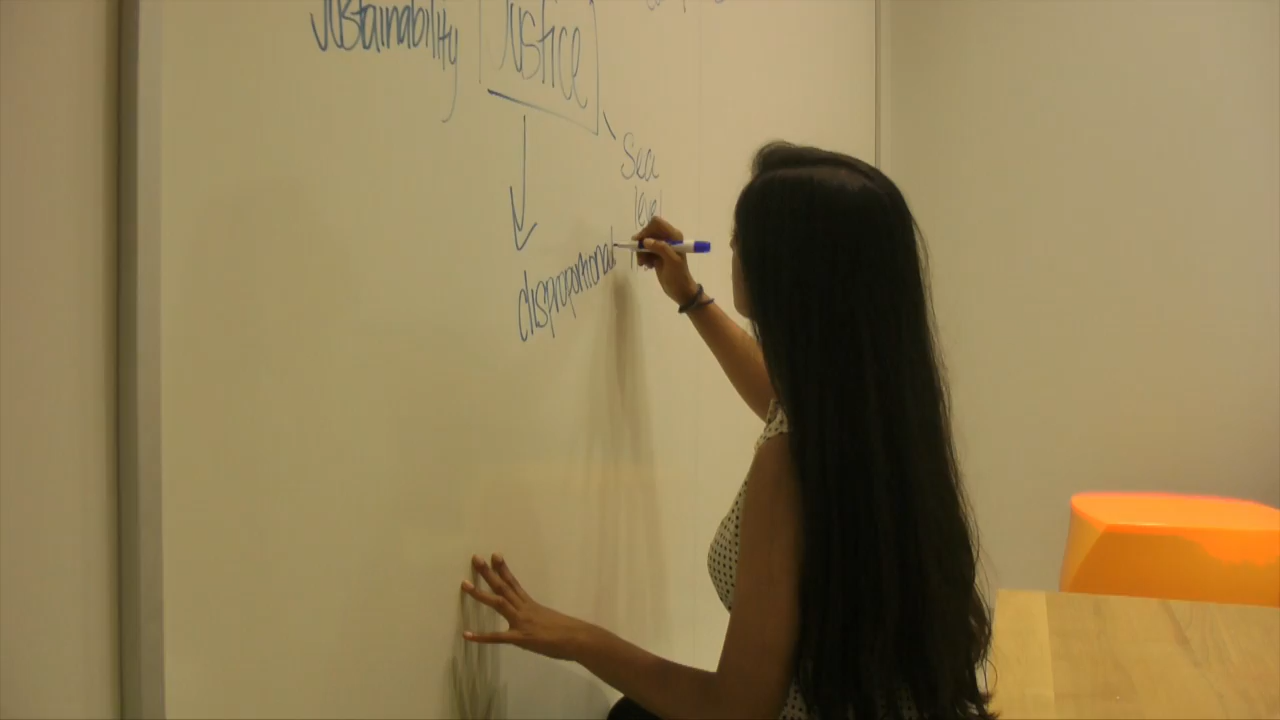 Sustainability
Justice
Sea
level
disproportional